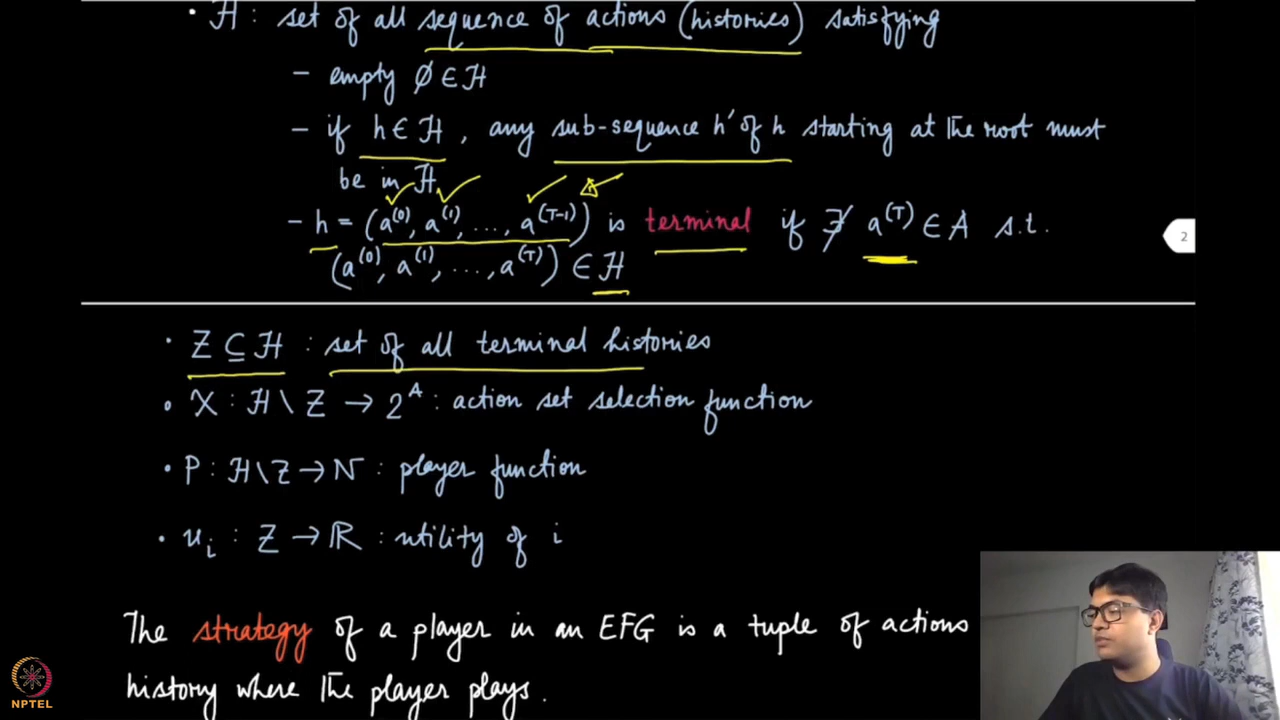 • ℋ : set of all sequence of actions (histories) satisfying
– empty ∅ ∈ ℋ
– if h ∈ ℋ , any sub-sequence h' of h starting at the root must
be in ℋ
– h = (a^(0), a^(1), ..., a^(T-1)) is terminal if ∄ a^(T) ∈ A s.t.
(a^(0), a^(1), ..., a^(T)) ∈ ℋ
2
• Z ⊆ ℋ : set of all terminal histories
• X : ℋ \ Z → 2^A : action set selection function
• P : ℋ \ Z → N : player function
• u_i : Z → ℝ : utility of i
The strategy of a player in an EFG is a tuple of actions
history where the player plays.
NPTEL